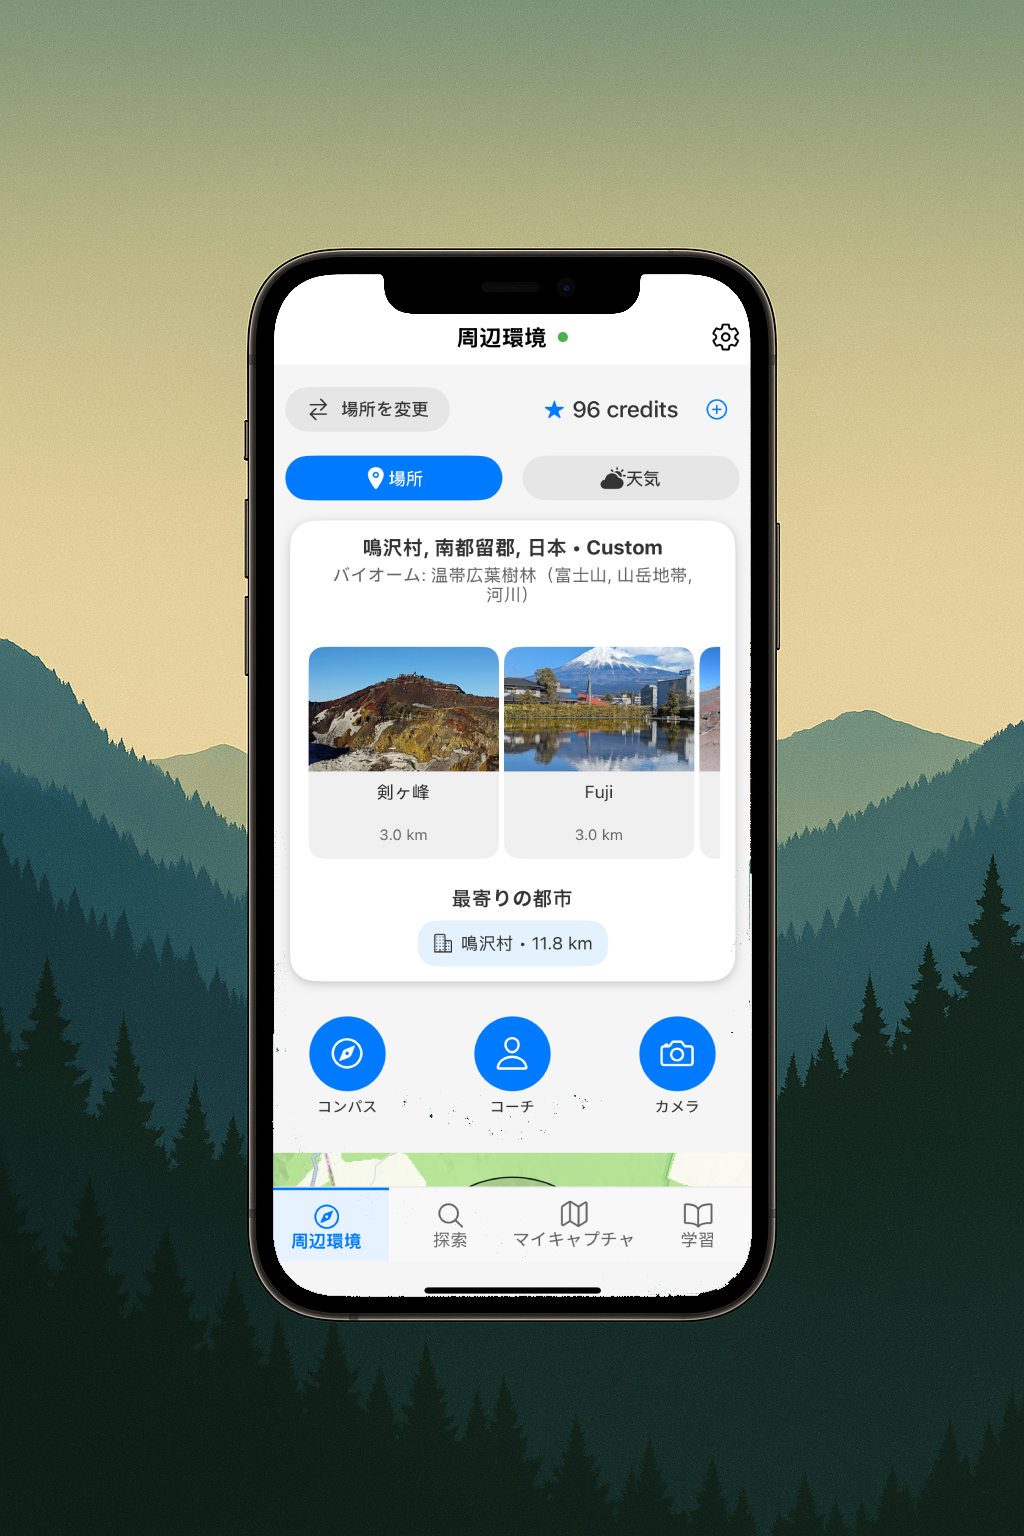 周辺環境
場所を変更
96 credits
場所
天気
鳴沢村, 南都留郡, 日本 • Custom
バイオーム: 温帯広葉樹林（富士山, 山岳地帯,
河川）
剣ヶ峰
Fuji
3.0 km
3.0 km
最寄りの都市
鳴沢村 • 11.8 km
コンパス
コーチ
カメラ
周辺環境
探索
マイキャプチャ
学習